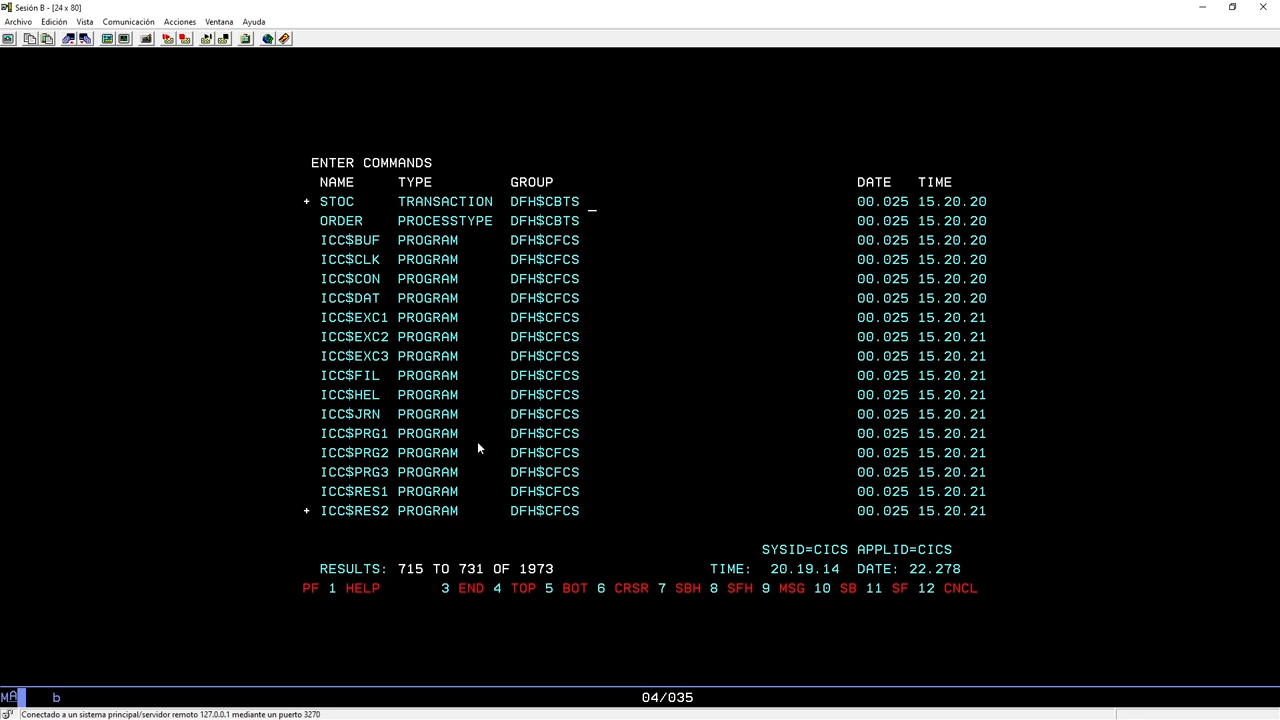 Sesión B - [24 x 80]
Archivo Edición Vista Comunicación Acciones Ventana Ayuda
ENTER COMMANDS
NAME TYPE GROUP DATE TIME
+ STOC TRANSACTION DFH$CBTS _ 00.025 15.20.20
ORDER PROCESSTYPE DFH$CBTS 00.025 15.20.20
ICC$BUF PROGRAM DFH$CFCS 00.025 15.20.20
ICC$CLK PROGRAM DFH$CFCS 00.025 15.20.20
ICC$CON PROGRAM DFH$CFCS 00.025 15.20.20
ICC$DAT PROGRAM DFH$CFCS 00.025 15.20.20
ICC$EXC1 PROGRAM DFH$CFCS 00.025 15.20.21
ICC$EXC2 PROGRAM DFH$CFCS 00.025 15.20.21
ICC$EXC3 PROGRAM DFH$CFCS 00.025 15.20.21
ICC$FIL PROGRAM DFH$CFCS 00.025 15.20.21
ICC$HEL PROGRAM DFH$CFCS 00.025 15.20.21
ICC$JRN PROGRAM DFH$CFCS 00.025 15.20.21
ICC$PRG1 PROGRAM DFH$CFCS 00.025 15.20.21
ICC$PRG2 PROGRAM DFH$CFCS 00.025 15.20.21
ICC$PRG3 PROGRAM DFH$CFCS 00.025 15.20.21
ICC$RES1 PROGRAM DFH$CFCS 00.025 15.20.21
+ ICC$RES2 PROGRAM DFH$CFCS 00.025 15.20.21
SYSID=CICS APPLID=CICS
RESULTS: 715 TO 731 OF 1973 TIME: 20.19.14 DATE: 22.278
PF 1 HELP 3 END 4 TOP 5 BOT 6 CRSR 7 SBH 8 SFH 9 MSG 10 SB 11 SF 12 CNCL
MA b 04/035
Conectado a un sistema principal/servidor remoto 127.0.0.1 mediante un puerto 3270